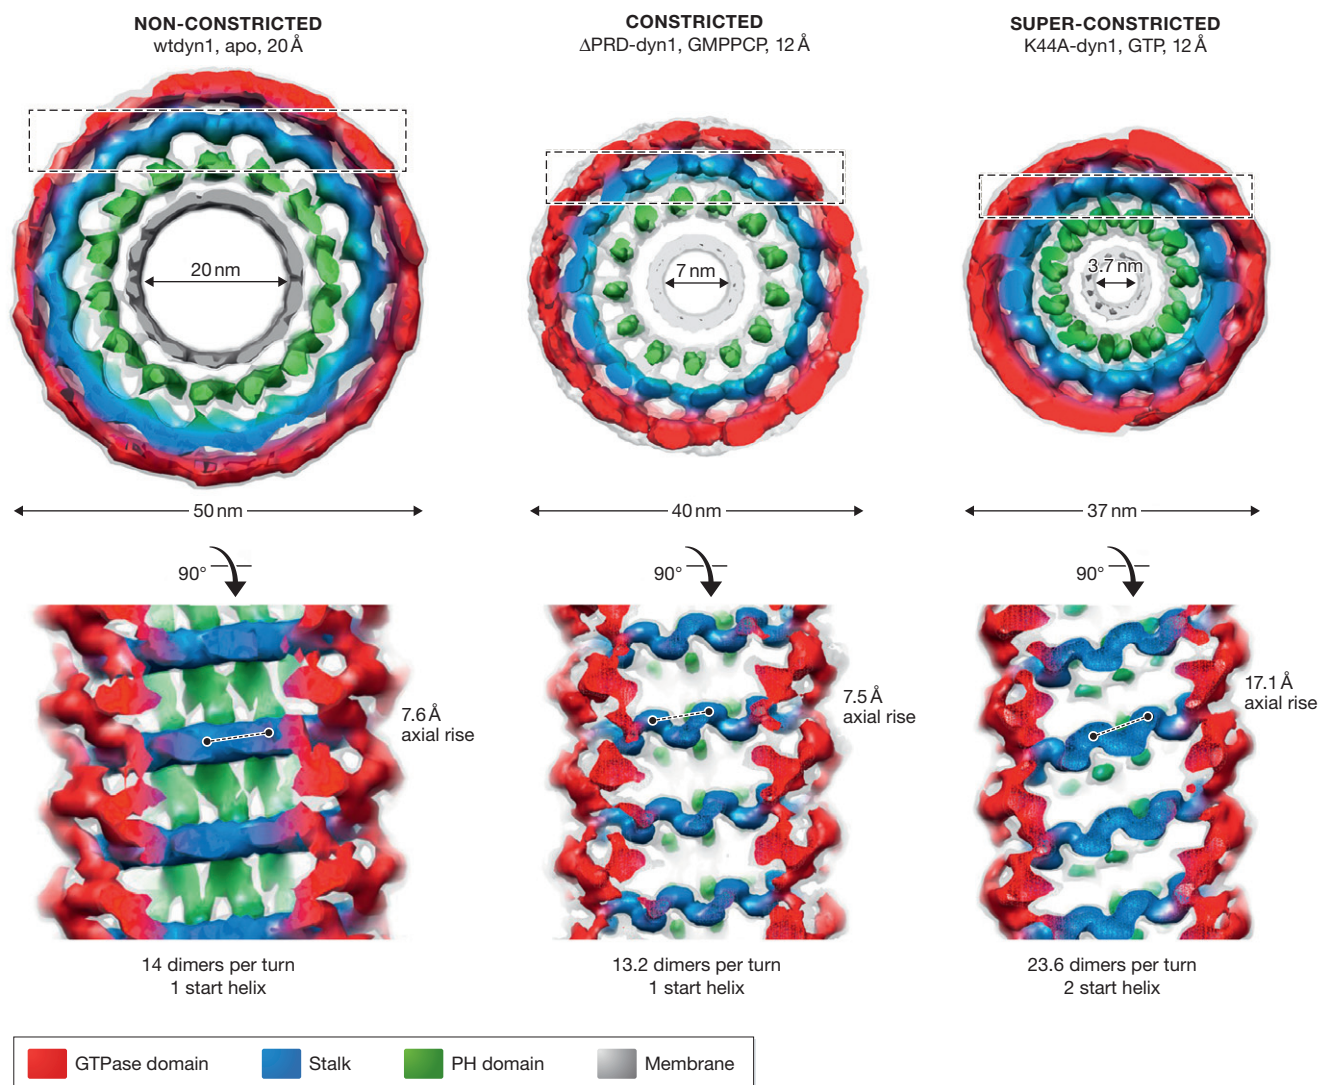 NON-CONSTRICTED
wtdyn1, apo, 20 Å
CONSTRICTED
ΔPRD-dyn1, GMPPCP, 12 Å
SUPER-CONSTRICTED
K44A-dyn1, GTP, 12 Å
20 nm
7 nm
3.7 nm
50 nm
40 nm
37 nm
90°
90°
90°
7.6 Å
axial rise
7.5 Å
axial rise
17.1 Å
axial rise
14 dimers per turn
1 start helix
13.2 dimers per turn
1 start helix
23.6 dimers per turn
2 start helix
GTPase domain
Stalk
PH domain
Membrane